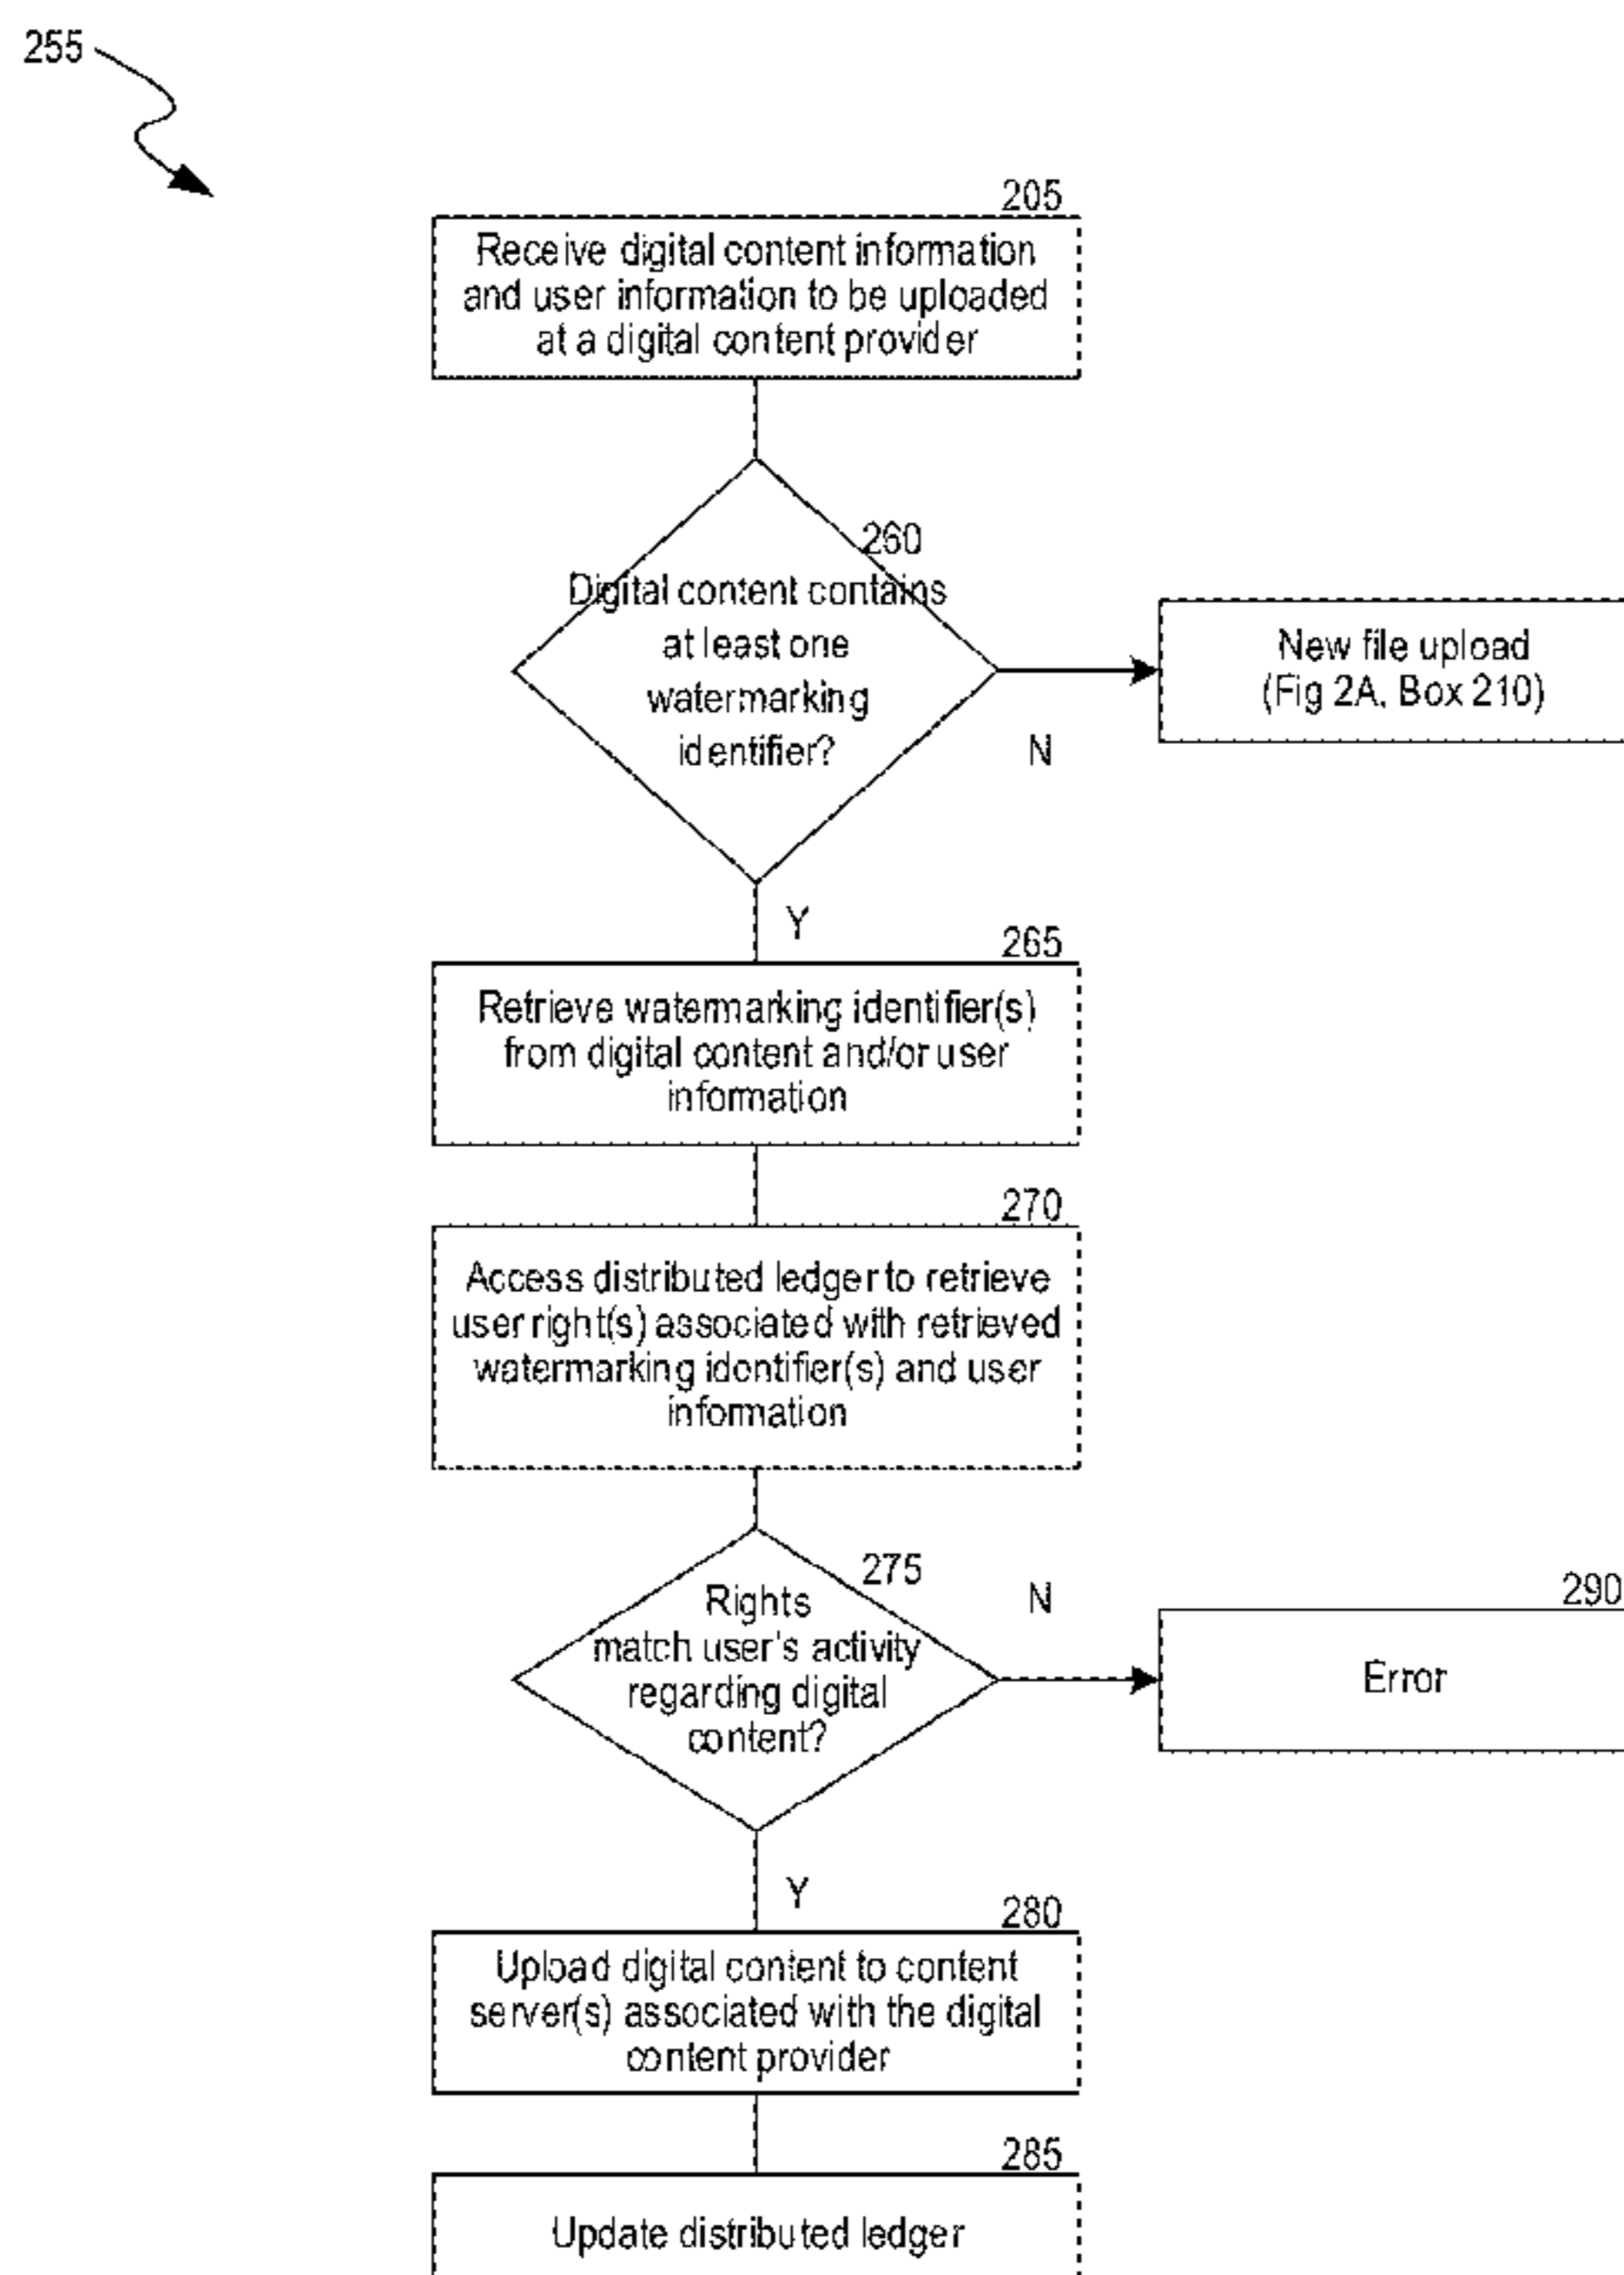 255
205
Receive digital content information
and user information to be uploaded
at a digital content provider
260
Digital content contains
at least one
watermarking
identifier?
New file upload
(Fig 2A, Box 210)
N
Y
265
Retrieve watermarking identifier(s)
from digital content and/or user
information
270
Access distributed ledger to retrieve
user right(s) associated with retrieved
watermarking identifier(s) and user
information
275
Rights
match user's activity
regarding digital
content?
N
290
Error
Y
280
Upload digital content to content
server(s) associated with the digital
content provider
285
Update distributed ledger